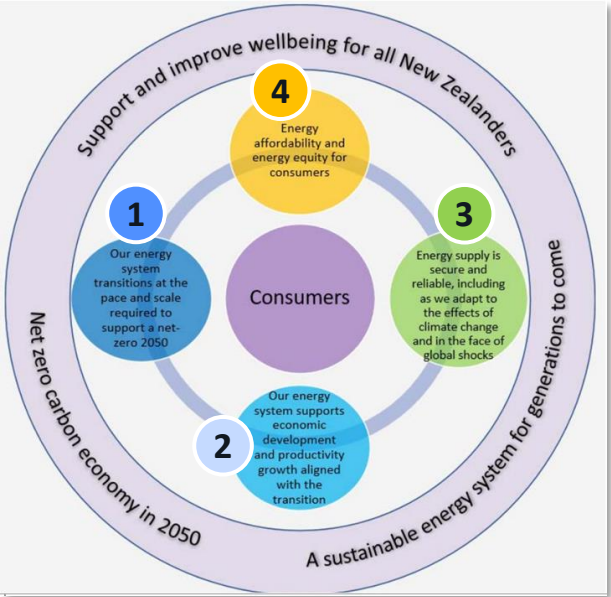 Support and improve wellbeing for all New Zealanders
4
Energy
affordability and
energy equity for
consumers
1
Our energy
system
transitions at the
pace and scale
required to
support a net-
zero 2050
Consumers
3
Energy supply is
secure and
reliable, including
as we adapt to
the effects of
climate change
and in the face of
global shocks
2
Our energy
system supports
economic
development
and productivity
growth aligned
with the
transition
Net zero carbon economy in 2050
A sustainable energy system for generations to come